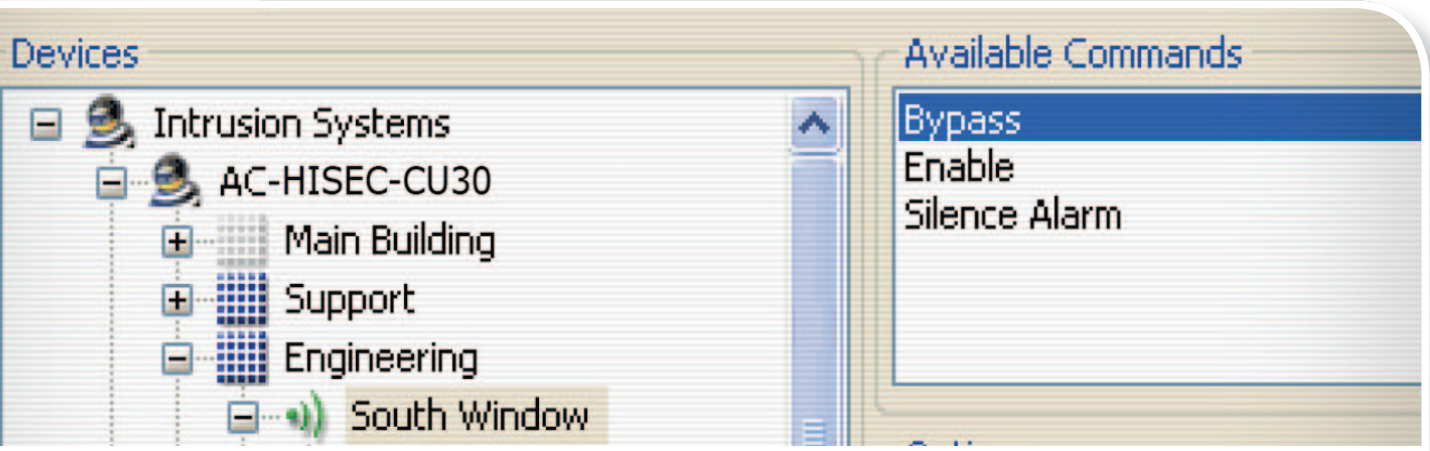 Devices
Intrusion Systems
AC-HISEC-CU30
Main Building
Support
Engineering
South Window
Available Commands
Bypass
Enable
Silence Alarm